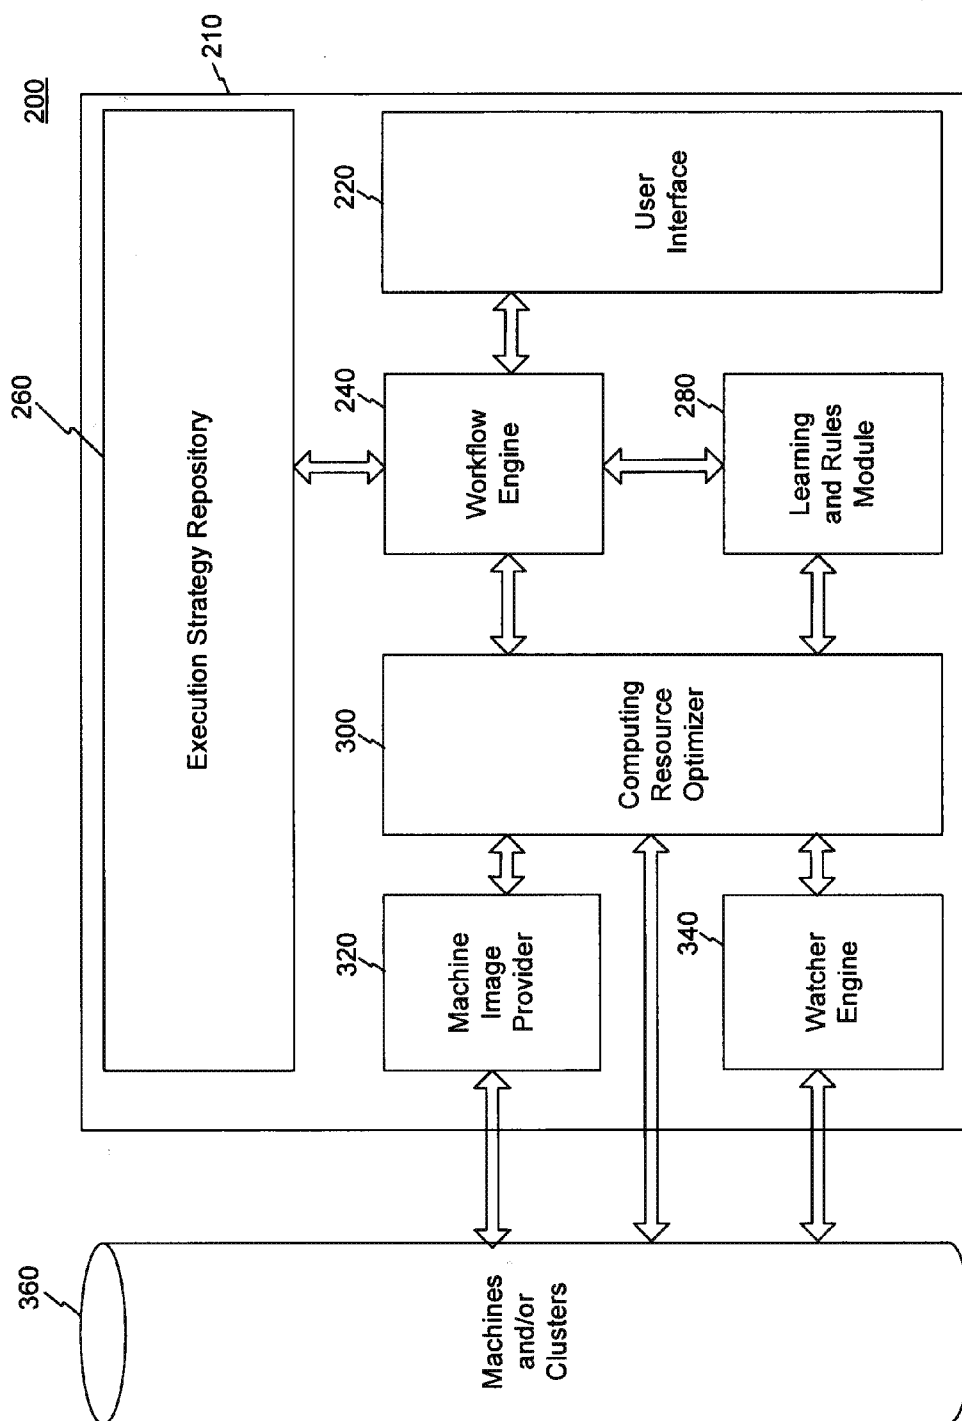 200
210
260
Execution Strategy Repository
220
User
Interface
240
Workflow
Engine
280
Learning
and Rules
Module
300
Computing
Resource
Optimizer
320
Machine
Image
Provider
340
Watcher
Engine
360
Machines
and/or
Clusters